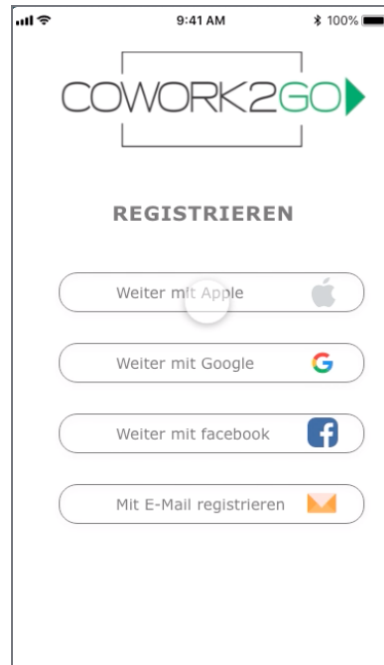 9:41 AM
100%
COWORK2GO
REGISTRIEREN
Weiter mit Apple
Weiter mit Google
Weiter mit facebook
Mit E-Mail registrieren